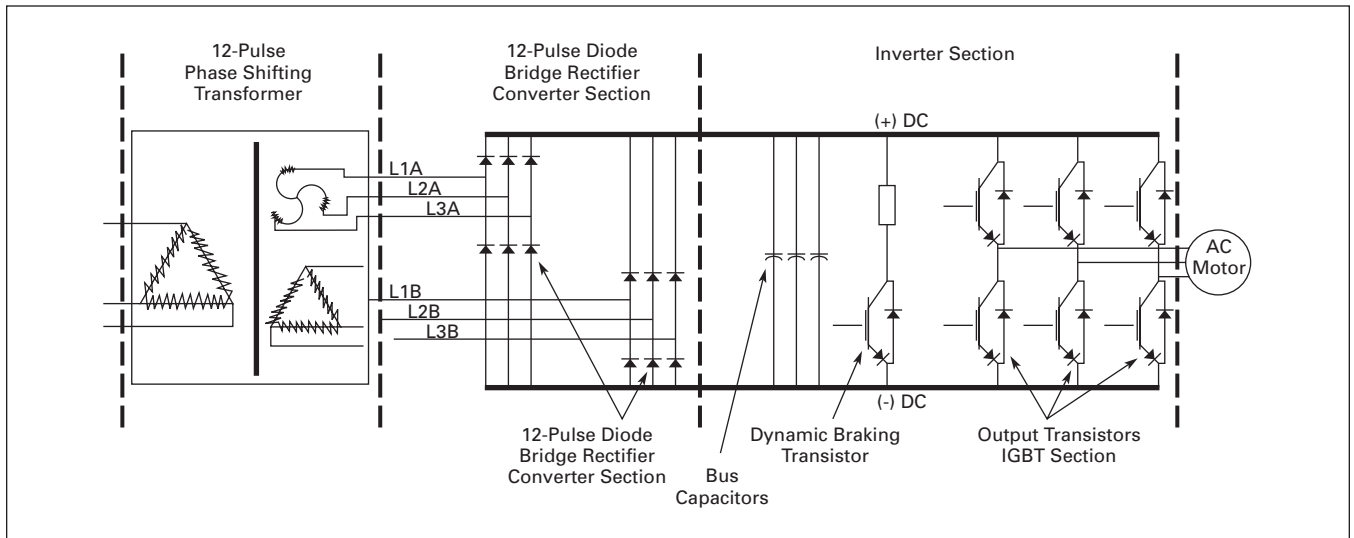 12-Pulse
Phase Shifting
Transformer
12-Pulse Diode
Bridge Rectifier
Converter Section
Inverter Section
(+) DC
L1A
L2A
L3A
L1B
L2B
L3B
AC
Motor
(-) DC
12-Pulse Diode
Bridge Rectifier
Converter Section
Bus
Capacitors
Dynamic Braking
Transistor
Output Transistors
IGBT Section